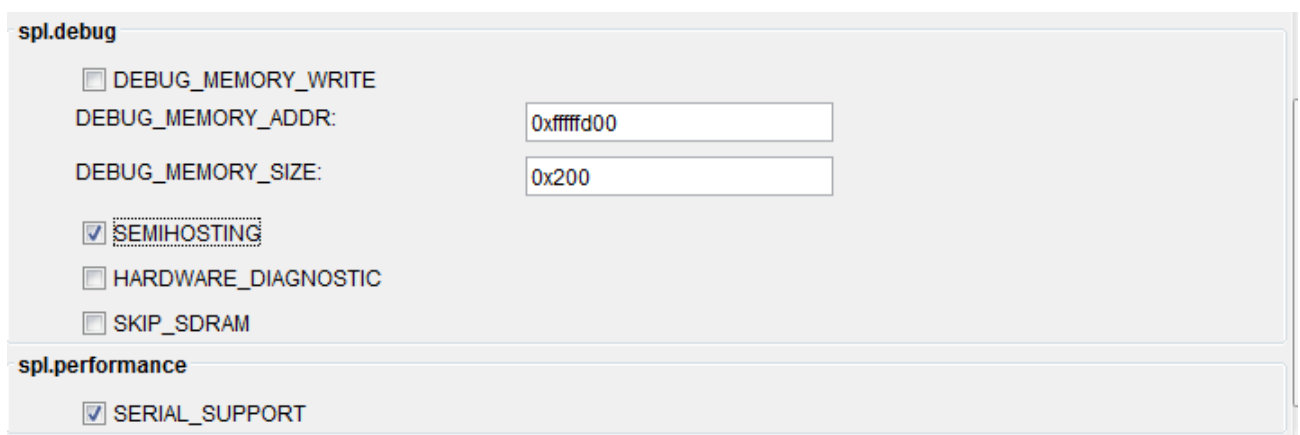 spl.debug
DEBUG_MEMORY_WRITE
DEBUG_MEMORY_ADDR:
0xfffffd00
DEBUG_MEMORY_SIZE:
0x200
SEMIHOSTING
HARDWARE_DIAGNOSTIC
SKIP_SDRAM
spl.performance
SERIAL_SUPPORT